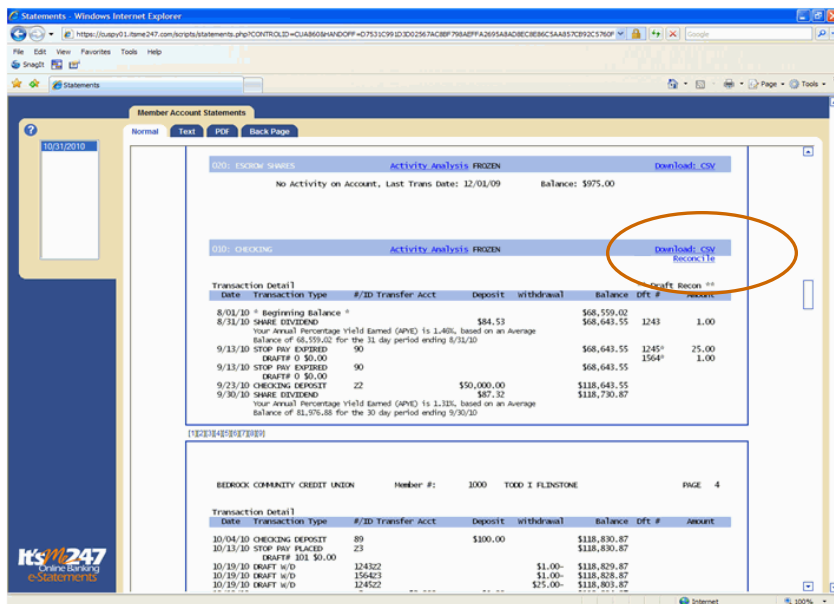 Statements - Windows Internet Explorer
Google
File Edit View Favorites Tools Help
SnagIt
Statements
Page Tools
Member Account Statements
Normal Text PDF Back Page
10/31/2010
020: ESCROW SHARES Activity Analysis FROZEN Download: CSV
No Activity on Account, Last Trans Date: 12/01/09 Balance: $975.00
010: CHECKING Activity Analysis FROZEN Download: CSV
Reconcile
Transaction Detail Draft Recon **
Date Transaction Type #/ID Transfer Acct Deposit Withdrawal Balance Dft # Amount
8/01/10 * Beginning Balance * $68,559.02
8/31/10 SHARE DIVIDEND $84.53 $68,643.55 1243 1.00
Your Annual Percentage Yield Earned (APYE) is 1.46%, based on an Average
Balance of 68,559.02 for the 31 day period ending 8/31/10
9/13/10 STOP PAY EXPIRED 90 $68,643.55 1245* 25.00
DRAFT# 0 $0.00 1564* 1.00
9/13/10 STOP PAY EXPIRED 90 $68,643.55
DRAFT# 0 $0.00
9/23/10 CHECKING DEPOSIT 22 $50,000.00 $118,643.55
9/30/10 SHARE DIVIDEND $87.32 $118,730.87
Your Annual Percentage Yield Earned (APYE) is 1.31%, based on an Average
Balance of 81,976.88 for the 30 day period ending 9/30/10
[1][2][3][4][5][6][7][8][9]
BEDROCK COMMUNITY CREDIT UNION Member #: 1000 TODD I FLINSTONE PAGE 4
Transaction Detail
Date Transaction Type #/ID Transfer Acct Deposit Withdrawal Balance Dft # Amount
10/04/10 CHECKING DEPOSIT 89 $100.00 $118,830.87
10/13/10 STOP PAY PLACED 23 $118,830.87
DRAFT# 101 $0.00
10/19/10 DRAFT W/D 124322 $1.00- $118,829.87
10/19/10 DRAFT W/D 156423 $1.00- $118,828.87
10/19/10 DRAFT W/D 124522 $25.00- $118,803.87
It's Me 247
Online Banking
e-Statements
Internet 100%